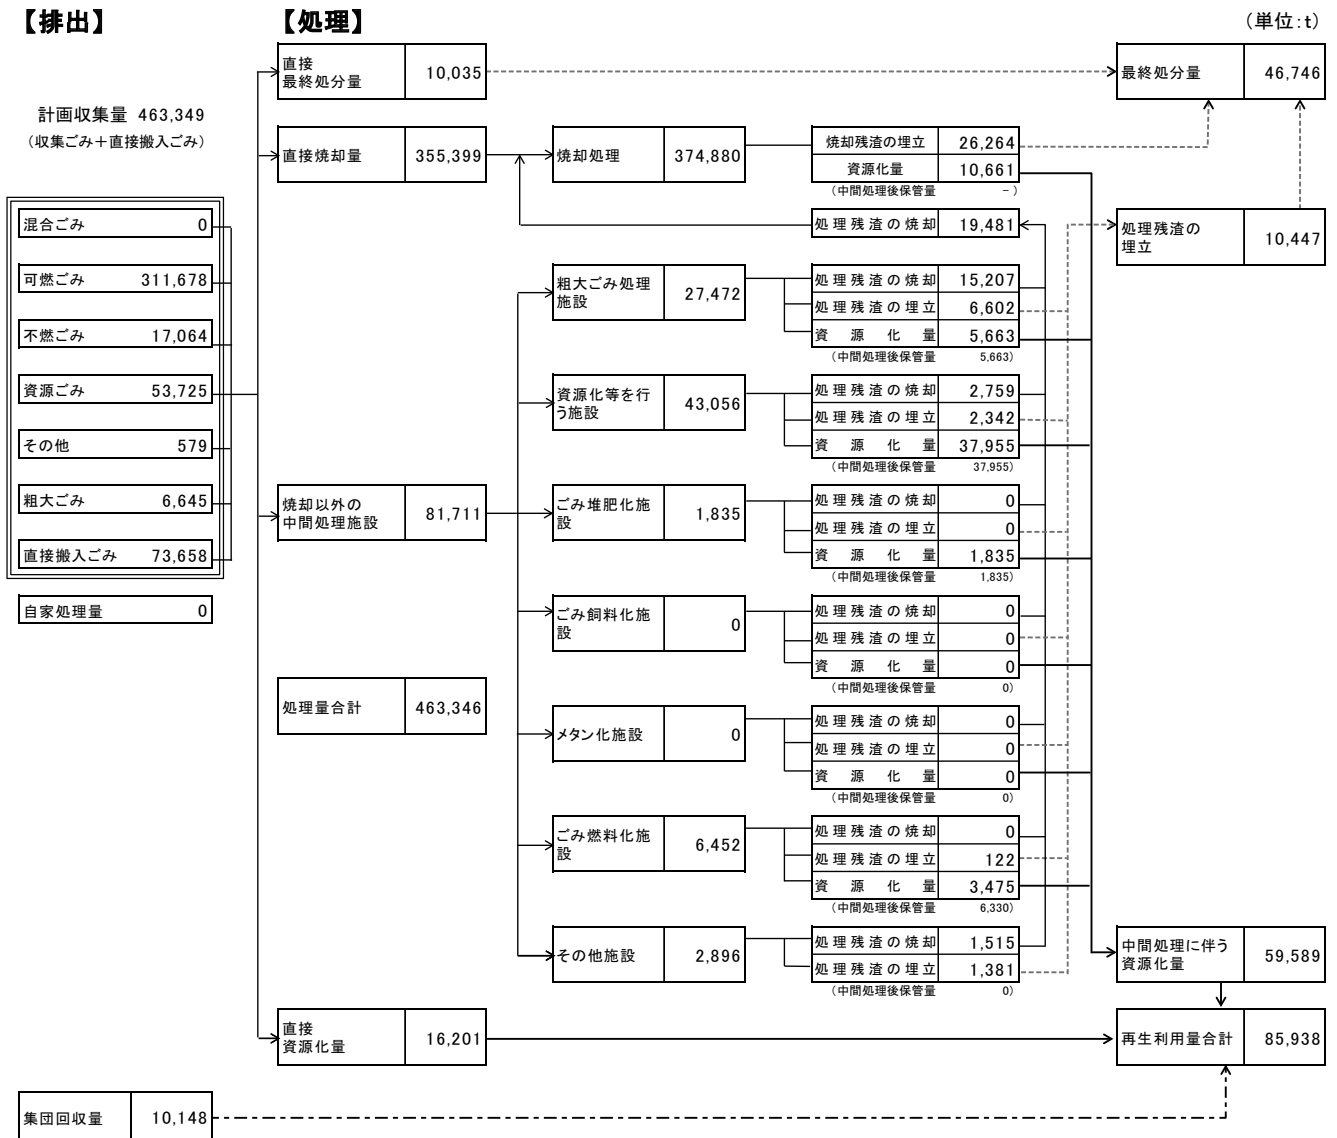 【排出】
【処理】
（単位:t）
計画収集量 463,349
（収集ごみ＋直接搬入ごみ）
混合ごみ 0
可燃ごみ 311,678
不燃ごみ 17,064
資源ごみ 53,725
その他 579
粗大ごみ 6,645
直接搬入ごみ 73,658
自家処理量 0
集団回収量 10,148
直接
最終処分量 10,035
直接焼却量 355,399
焼却以外の
中間処理施設 81,711
処理量合計 463,346
直接
資源化量 16,201
焼却処理 374,880
焼却残渣の埋立 26,264
資源化量 10,661
（中間処理後保管量 －）
処理残渣の焼却 19,481
粗大ごみ処理
施設 27,472
処理残渣の焼却 15,207
処理残渣の埋立 6,602
資源化量 5,663
（中間処理後保管量 5,663）
資源化等を行
う施設 43,056
処理残渣の焼却 2,759
処理残渣の埋立 2,342
資源化量 37,955
（中間処理後保管量 37,955）
ごみ堆肥化施
設 1,835
処理残渣の焼却 0
処理残渣の埋立 0
資源化量 1,835
（中間処理後保管量 1,835）
ごみ飼料化施
設 0
処理残渣の焼却 0
処理残渣の埋立 0
資源化量 0
（中間処理後保管量 0）
メタン化施設 0
処理残渣の焼却 0
処理残渣の埋立 0
資源化量 0
（中間処理後保管量 0）
ごみ燃料化施
設 6,452
処理残渣の焼却 0
処理残渣の埋立 122
資源化量 3,475
（中間処理後保管量 6,330）
その他施設 2,896
処理残渣の焼却 1,515
処理残渣の埋立 1,381
（中間処理後保管量 0）
最終処分量 46,746
処理残渣の
埋立 10,447
中間処理に伴う
資源化量 59,589
再生利用量合計 85,938